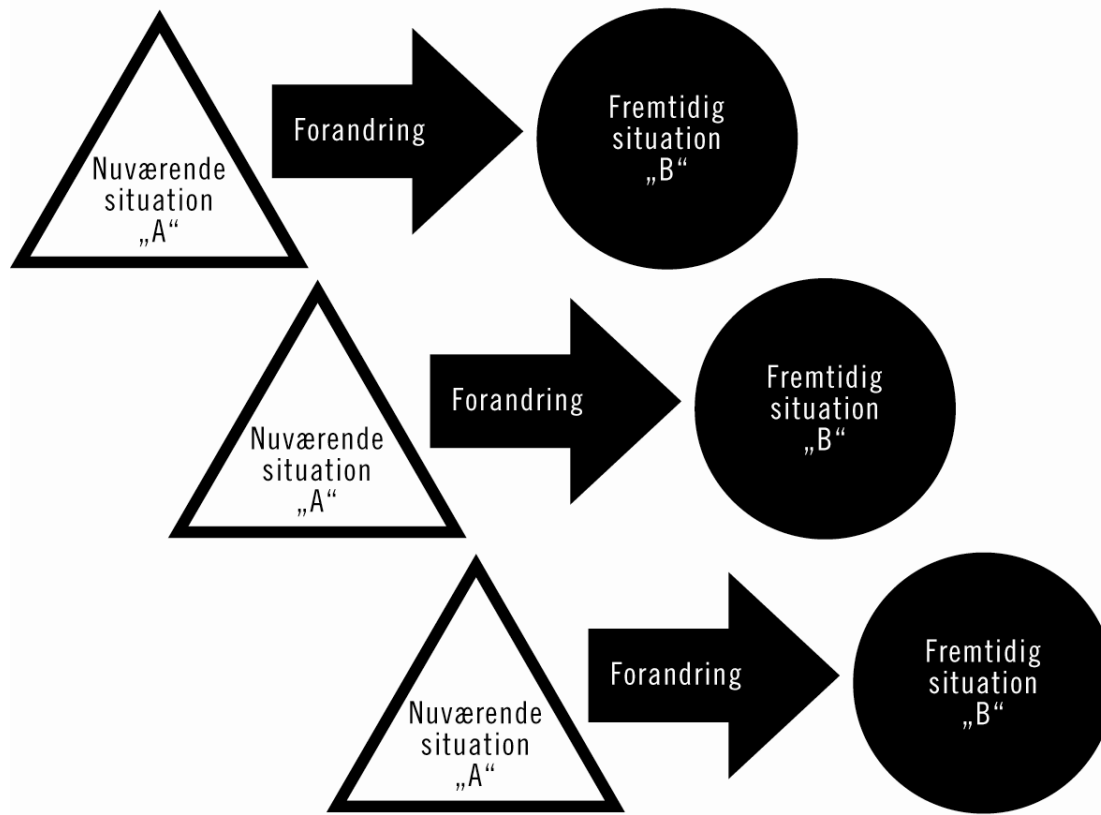 Nuværende
situation
„A“
Forandring
Fremtidig
situation
„B“
Nuværende
situation
„A“
Forandring
Fremtidig
situation
„B“
Nuværende
situation
„A“
Forandring
Fremtidig
situation
„B“